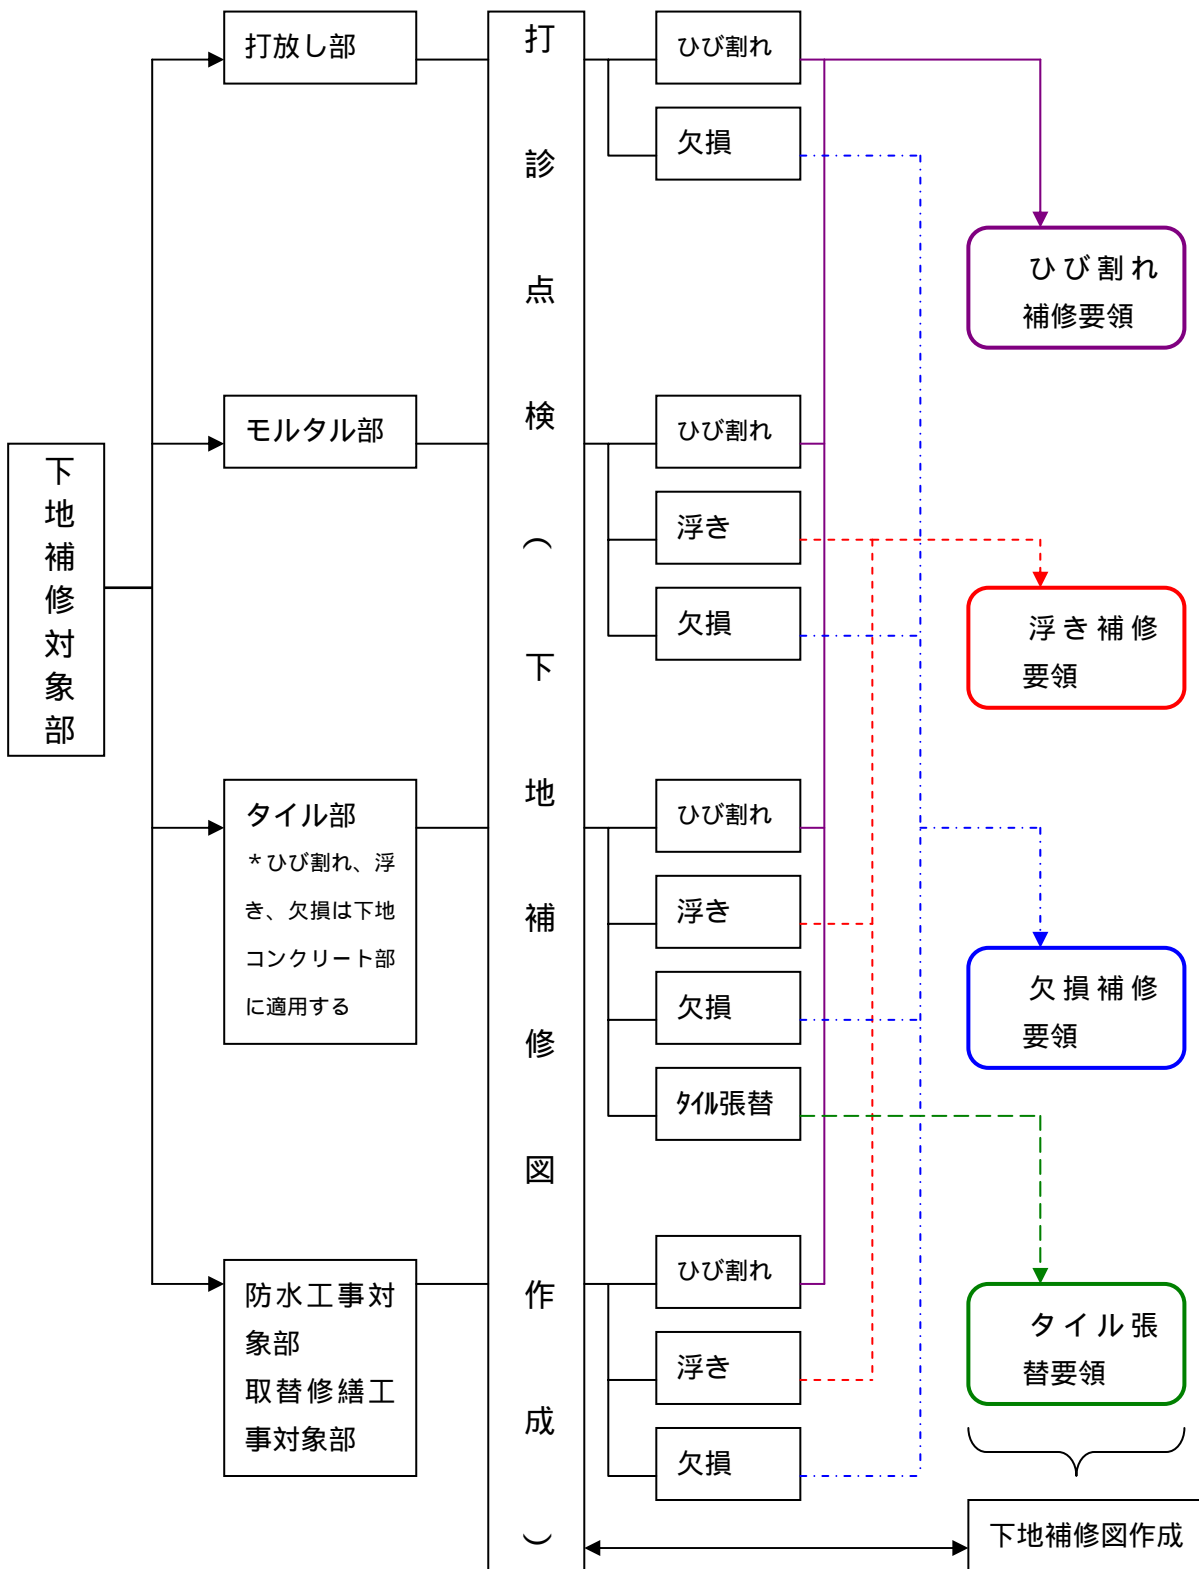 下地補修対象部
打放し部
モルタル部
タイル部
*ひび割れ、浮
き、欠損は下地
コンクリート部
に適用する
防水工事対
象部
取替修繕工
事対象部
打診点検(下地補修図作成)
ひび割れ
欠損
ひび割れ
浮き
欠損
ひび割れ
浮き
欠損
ﾀｲﾙ張替
ひび割れ
浮き
欠損
ひび割れ
補修要領
浮き補修
要領
欠損補修
要領
タイル張
替要領
下地補修図作成